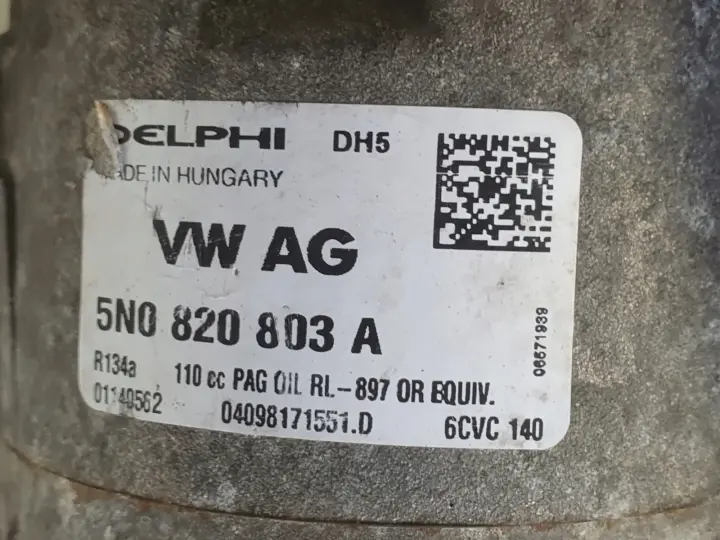 DELPHI DH5
MADE IN HUNGARY
VW AG
5N0 820 803 A
R134a 110 cc PAG OIL RL-897 OR EQUIV.
01140562 04098171551.D 6CVC 140
06571939